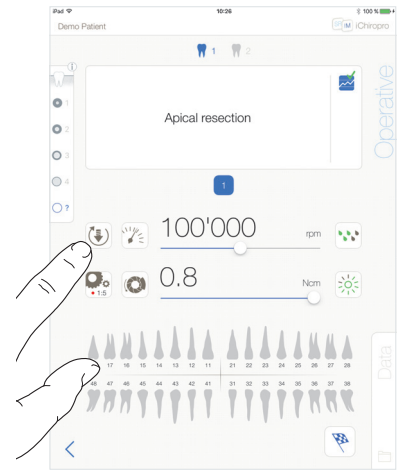 iPad 10:26 100 %
Demo Patient iChiropro
1 2
i
1
2
3
4
?
Apical resection
Operative
1
100'000 rpm
1:5 0.8 Ncm
17 16 15 14 13 12 11 21 22 23 24 25 26 27 28
48 47 46 45 44 43 42 41 31 32 33 34 35 36 37 38
Data